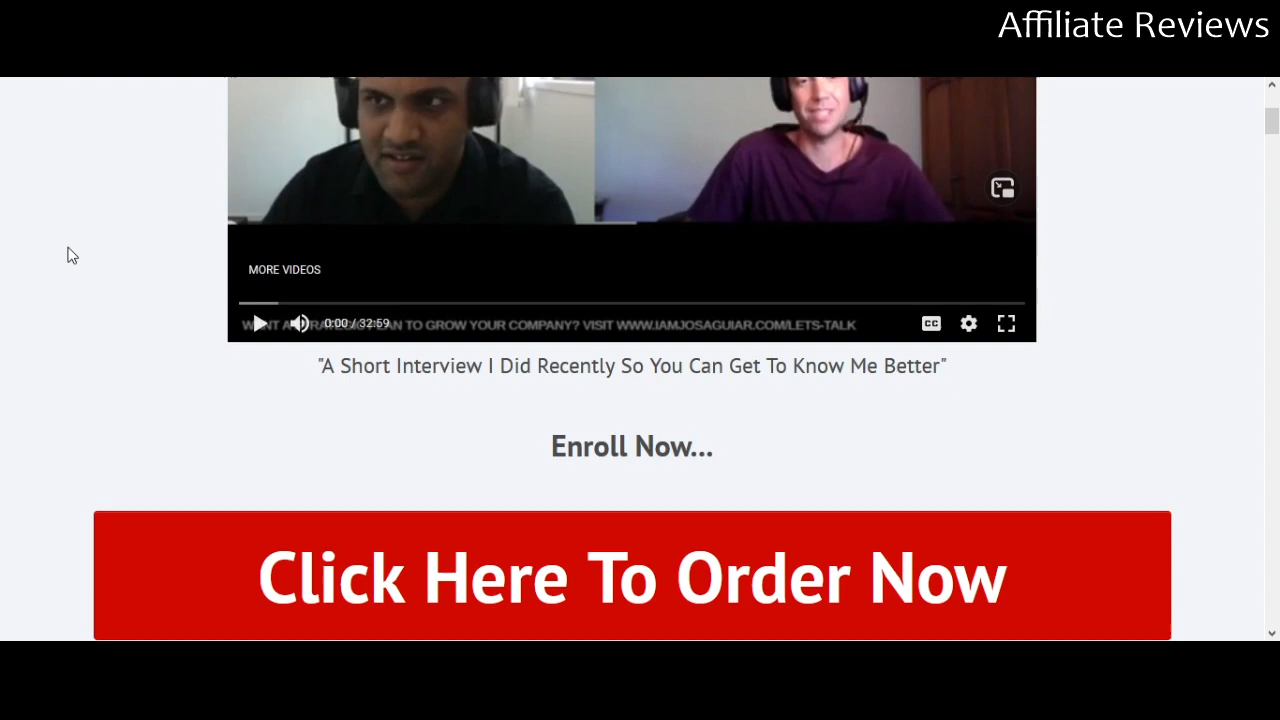 Affiliate Reviews
MORE VIDEOS
0:00 / 32:59
TO GROW YOUR COMPANY? VISIT WWW.IAMJOSAGUIAR.COM/LETS-TALK
CC
"A Short Interview I Did Recently So You Can Get To Know Me Better"
Enroll Now...
Click Here To Order Now